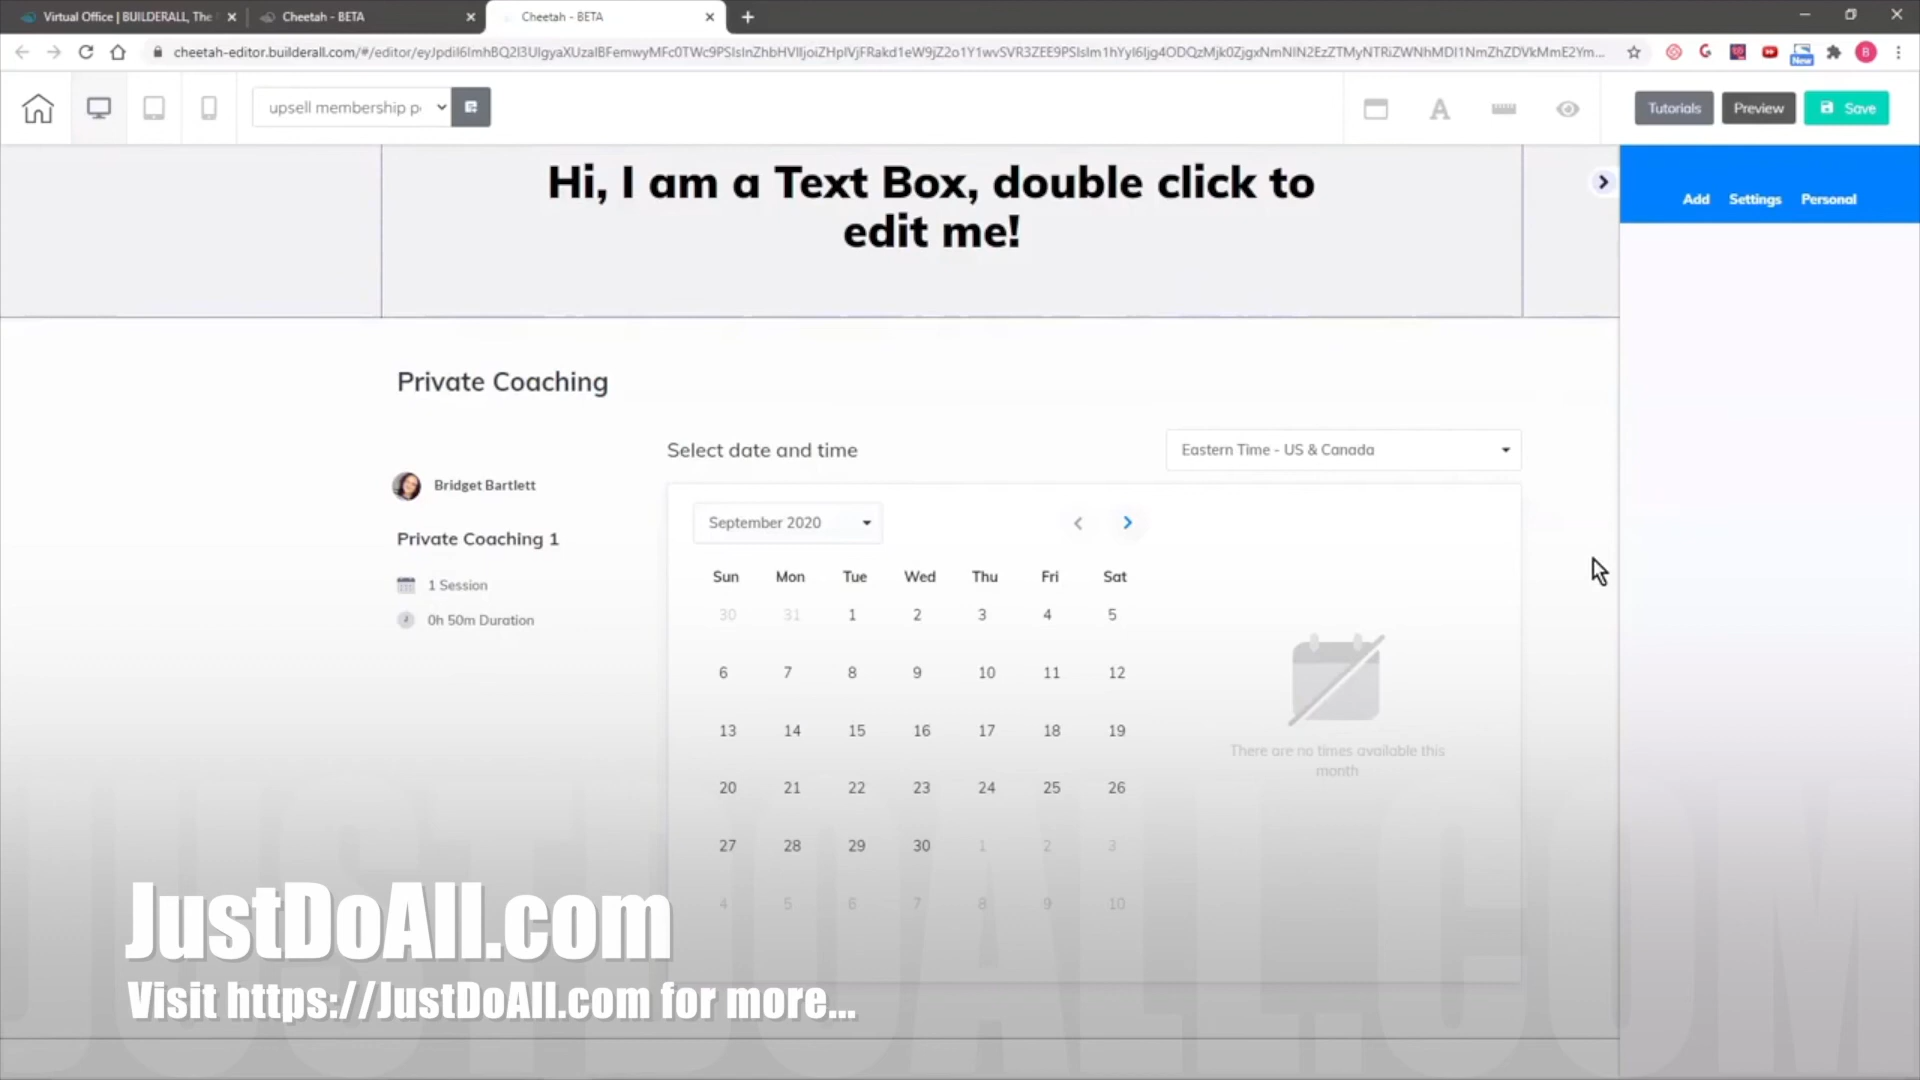 Virtual Office | BUILDERALL, The
Cheetah - BETA
Cheetah - BETA
upsell membership p
Tutorials
Preview
Save
Hi, I am a Text Box, double click to
edit me!
Add Settings Personal
Private Coaching
Select date and time
Eastern Time - US & Canada
Bridget Bartlett
Private Coaching 1
1 Session
0h 50m Duration
September 2020
Sun Mon Tue Wed Thu Fri Sat
30 31 1 2 3 4 5
6 7 8 9 10 11 12
13 14 15 16 17 18 19
20 21 22 23 24 25 26
27 28 29 30 1 2 3
4 5 6 7 8 9 10
There are no times available this
month
JUSTDOALL.COM
JustDoAll.com
Visit https://JustDoAll.com for more...